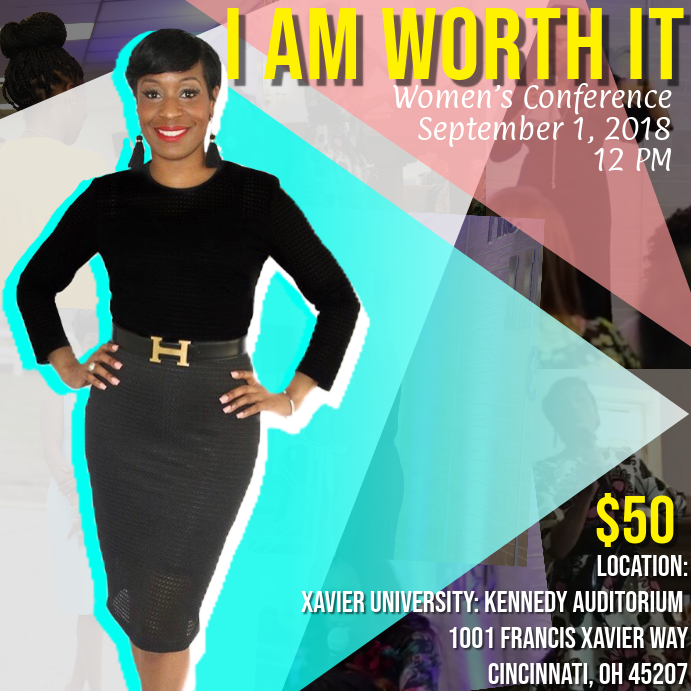 I AM WORTH IT
Women's Conference
September 1, 2018
12 PM
$50
LOCATION:
XAVIER UNIVERSITY: KENNEDY AUDITORIUM
1001 FRANCIS XAVIER WAY
CINCINNATI, OH 45207